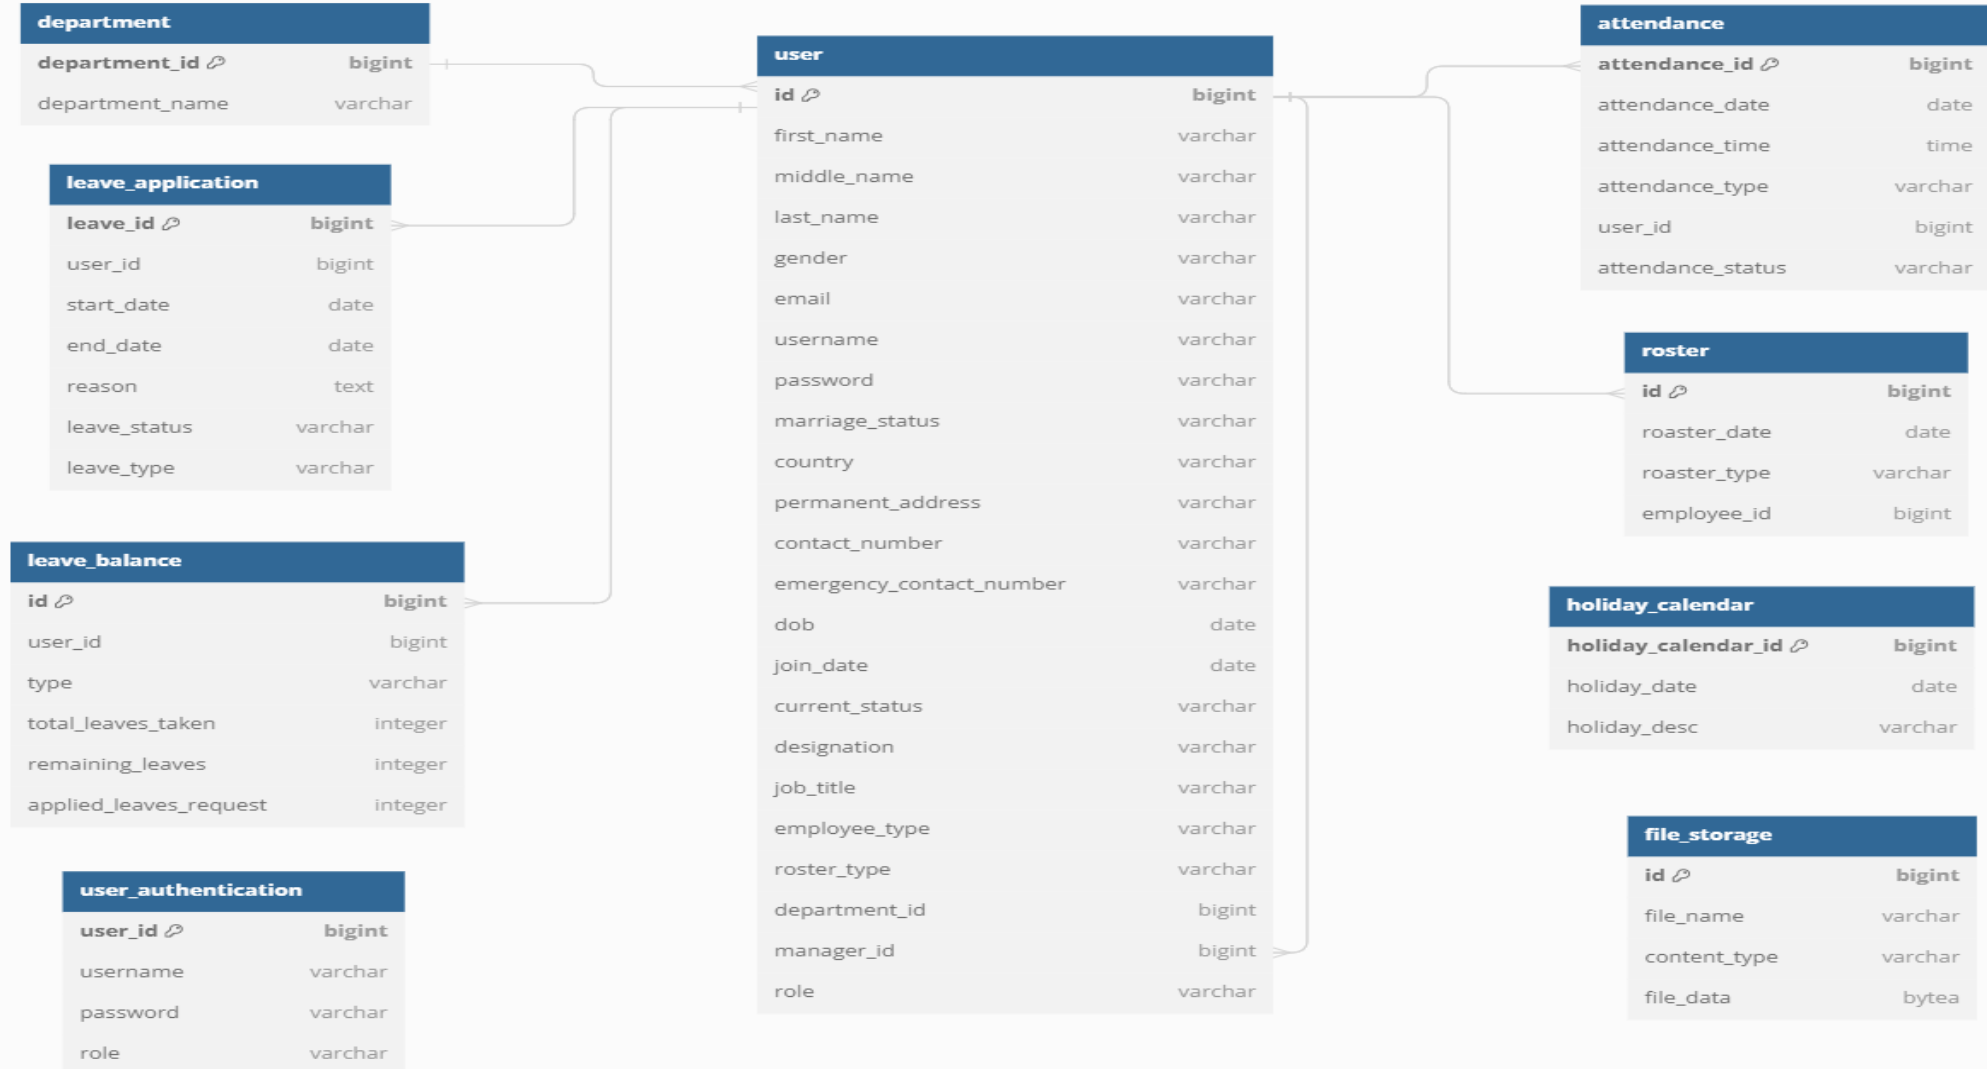 department
department_id bigint
department_name varchar
leave_application
leave_id bigint
user_id bigint
start_date date
end_date date
reason text
leave_status varchar
leave_type varchar
leave_balance
id bigint
user_id bigint
type varchar
total_leaves_taken integer
remaining_leaves integer
applied_leaves_request integer
user_authentication
user_id bigint
username varchar
password varchar
role varchar
user
id bigint
first_name varchar
middle_name varchar
last_name varchar
gender varchar
email varchar
username varchar
password varchar
marriage_status varchar
country varchar
permanent_address varchar
contact_number varchar
emergency_contact_number varchar
dob date
join_date date
current_status varchar
designation varchar
job_title varchar
employee_type varchar
roster_type varchar
department_id bigint
manager_id bigint
role varchar
attendance
attendance_id bigint
attendance_date date
attendance_time time
attendance_type varchar
user_id bigint
attendance_status varchar
roster
id bigint
roaster_date date
roaster_type varchar
employee_id bigint
holiday_calendar
holiday_calendar_id bigint
holiday_date date
holiday_desc varchar
file_storage
id bigint
file_name varchar
content_type varchar
file_data bytea